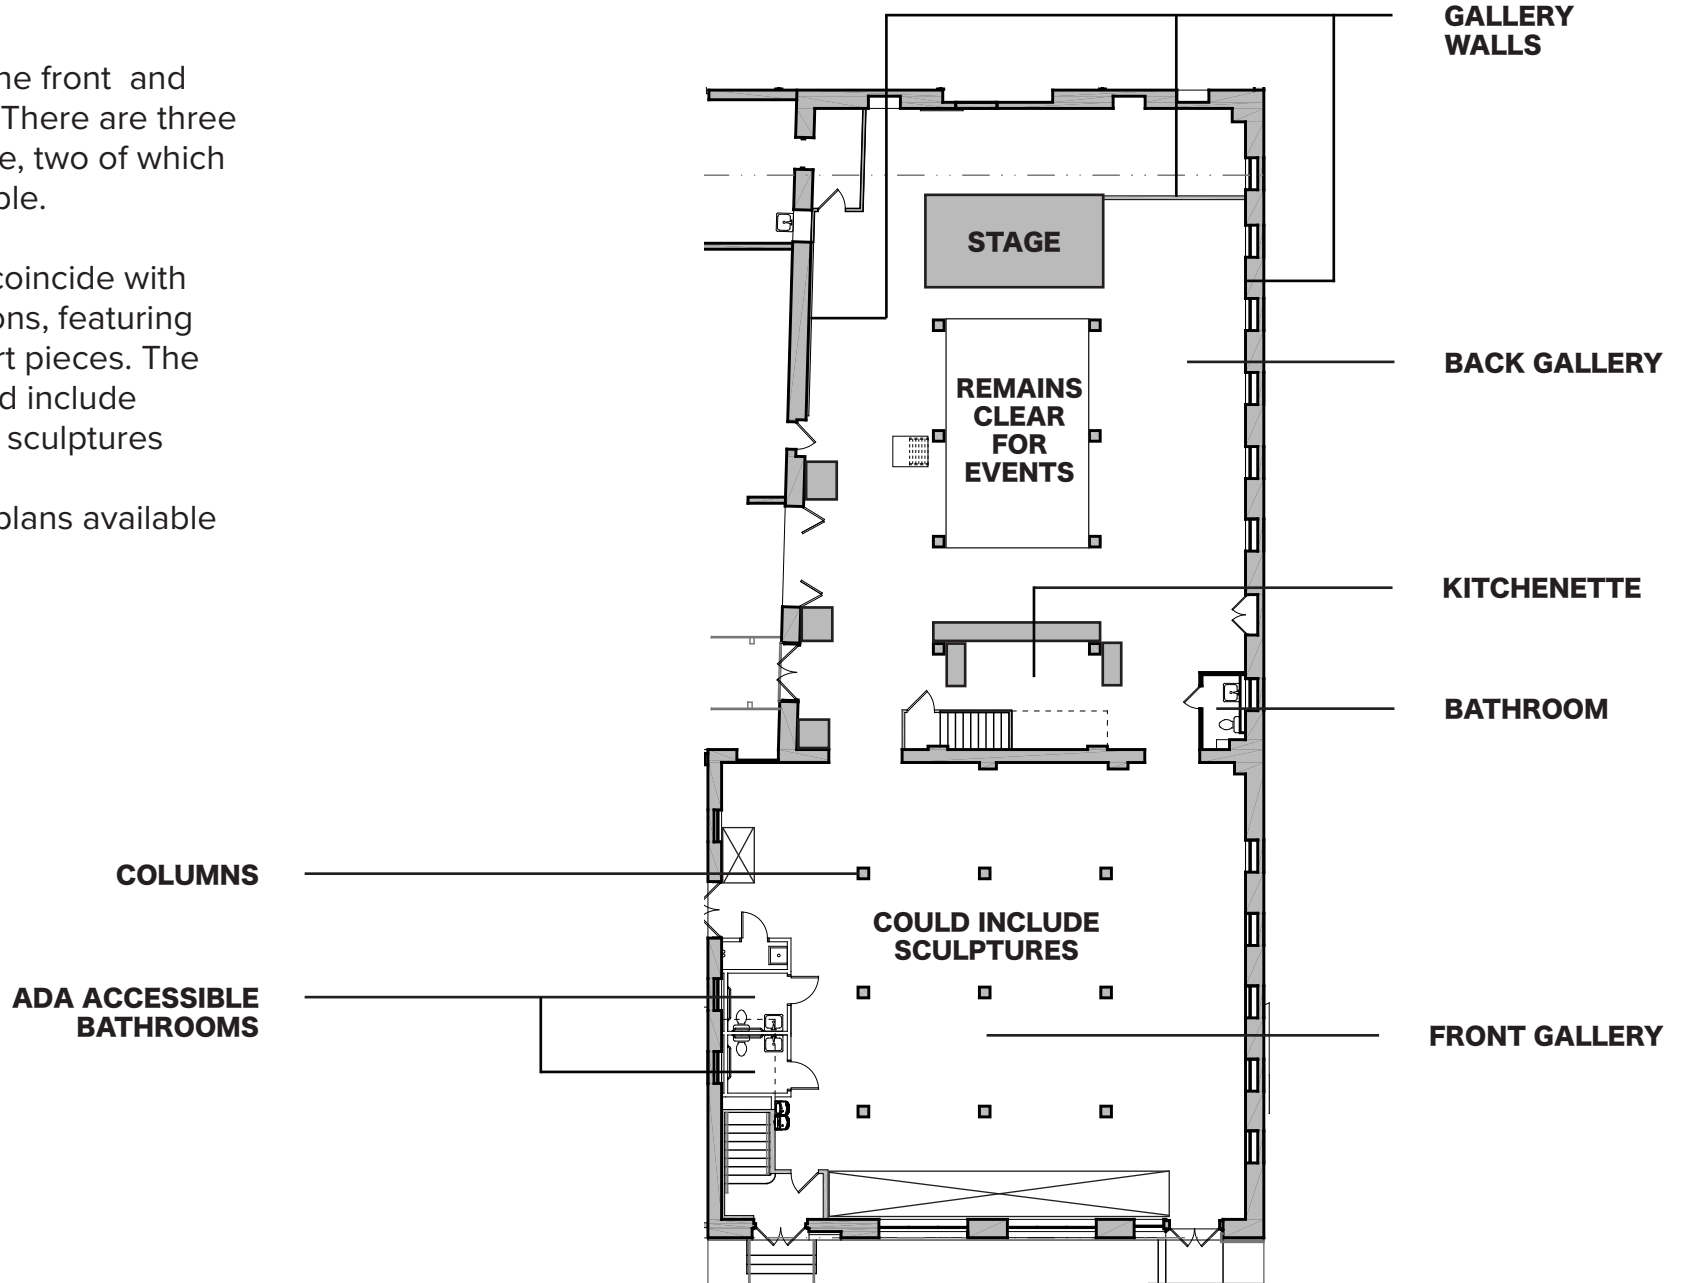 he front and
There are three
e, two of which
ble.
coincide with
ons, featuring
rt pieces. The
d include
sculptures
plans available
GALLERY
WALLS
STAGE
BACK GALLERY
REMAINS
CLEAR
FOR
EVENTS
KITCHENETTE
BATHROOM
COLUMNS
COULD INCLUDE
SCULPTURES
ADA ACCESSIBLE
BATHROOMS
FRONT GALLERY